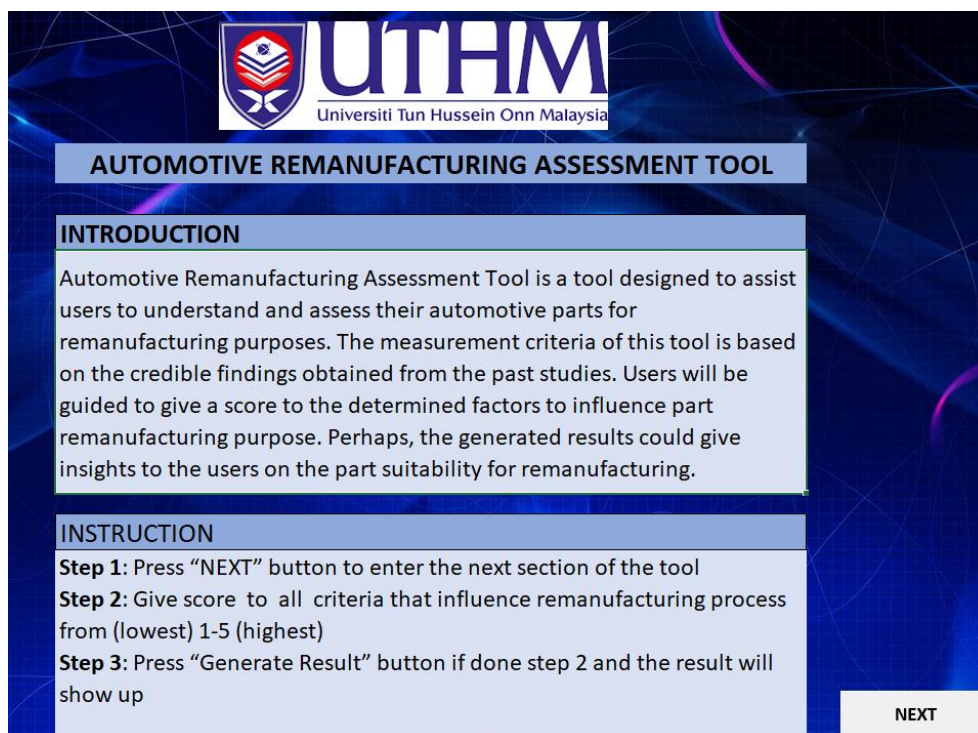 UTHM
Universiti Tun Hussein Onn Malaysia
AUTOMOTIVE REMANUFACTURING ASSESSMENT TOOL
INTRODUCTION
Automotive Remanufacturing Assessment Tool is a tool designed to assist
users to understand and assess their automotive parts for
remanufacturing purposes. The measurement criteria of this tool is based
on the credible findings obtained from the past studies. Users will be
guided to give a score to the determined factors to influence part
remanufacturing purpose. Perhaps, the generated results could give
insights to the users on the part suitability for remanufacturing.
INSTRUCTION
Step 1: Press “NEXT” button to enter the next section of the tool
Step 2: Give score to all criteria that influence remanufacturing process
from (lowest) 1-5 (highest)
Step 3: Press “Generate Result” button if done step 2 and the result will
show up
NEXT